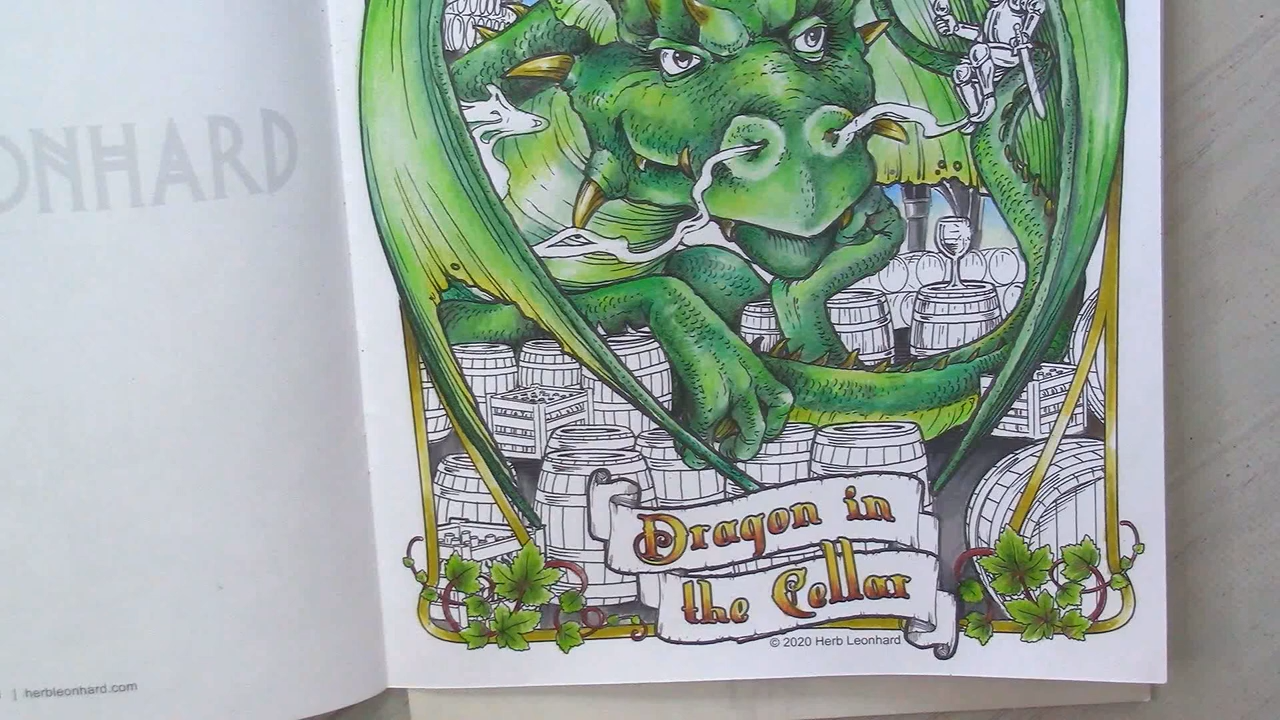 ONHARD
| herbleonhard.com
Dragon in
the Cellar
© 2020 Herb Leonhard